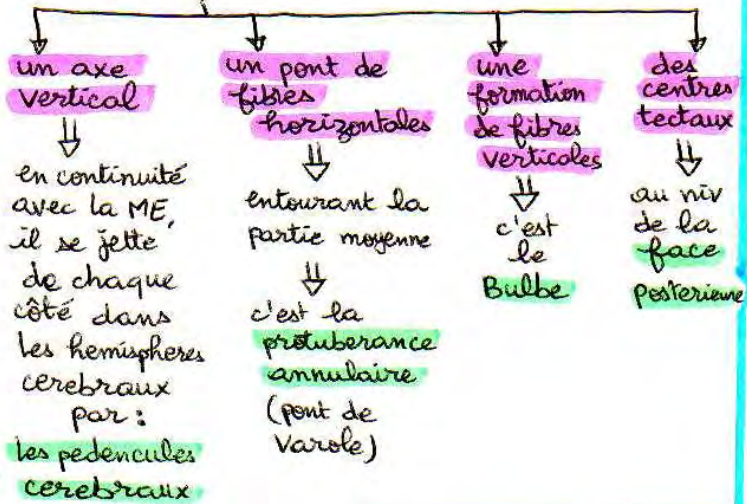 un axe
vertical
⇓
en continuité
avec la ME,
il se jette
de chaque
côté dans
les hemispheres
cerebraux
par :
les pedencules
cerebraux
un pont de
fibres
horizontales
⇓
entourant la
partie moyenne
⇓
c'est la
protuberance
annulaire
(pont de
Varole)
une
formation
de fibres
verticales
⇓
c'est
le
Bulbe
des
centres
tectaux
⇓
au niv
de la
face
posterieure